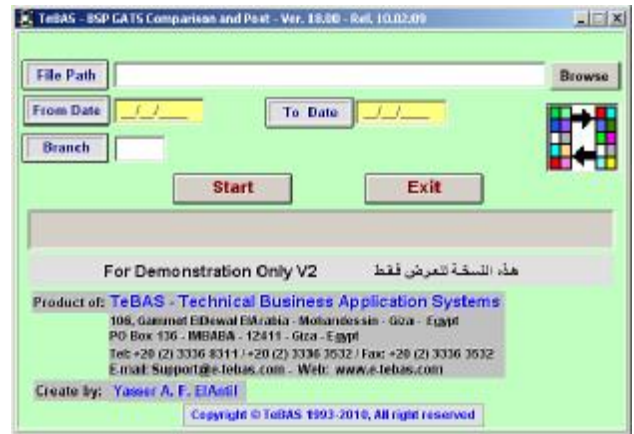 TeBAS - BSP GATS Comparison and Post - Ver. 18.00 - Rel. 10.02.09
File Path
Browse
From Date __/__/____ To Date __/__/____
Branch
Start Exit
For Demonstration Only V2 هذه النسخة للعرض فقط
Product of: TeBAS - Technical Business Application Systems
106, Gammet ElDewal ElArabia - Mohandessin - Giza - Egypt
PO Box 136 - IMBABA - 12411 - Giza - Egypt
Tel: +20 (2) 3336 8311 / +20 (2) 3336 3532 / Fax: +20 (2) 3336 3532
E.mail: Support@e-tebas.com - Web: www.e-tebas.com
Create by: Yasser A. F. ElAntil
Copyright © TeBAS 1993-2010, All right reserved